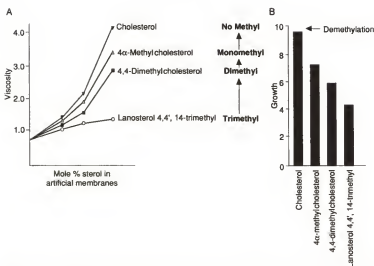 A
Viscosity
4.0
3.0
2.0
1.0
Cholesterol
4α-Methylcholesterol
4,4-Dimethylcholesterol
Lanosterol 4,4', 14-trimethyl
Mole % sterol in
artificial membranes
No Methyl
Monomethyl
Dimethyl
Trimethyl
B
Growth
10
8
6
4
2
0
Demethylation
Cholesterol
4α-methylcholesterol
4,4-dimethylcholesterol
Lanosterol 4,4', 14-trimethyl